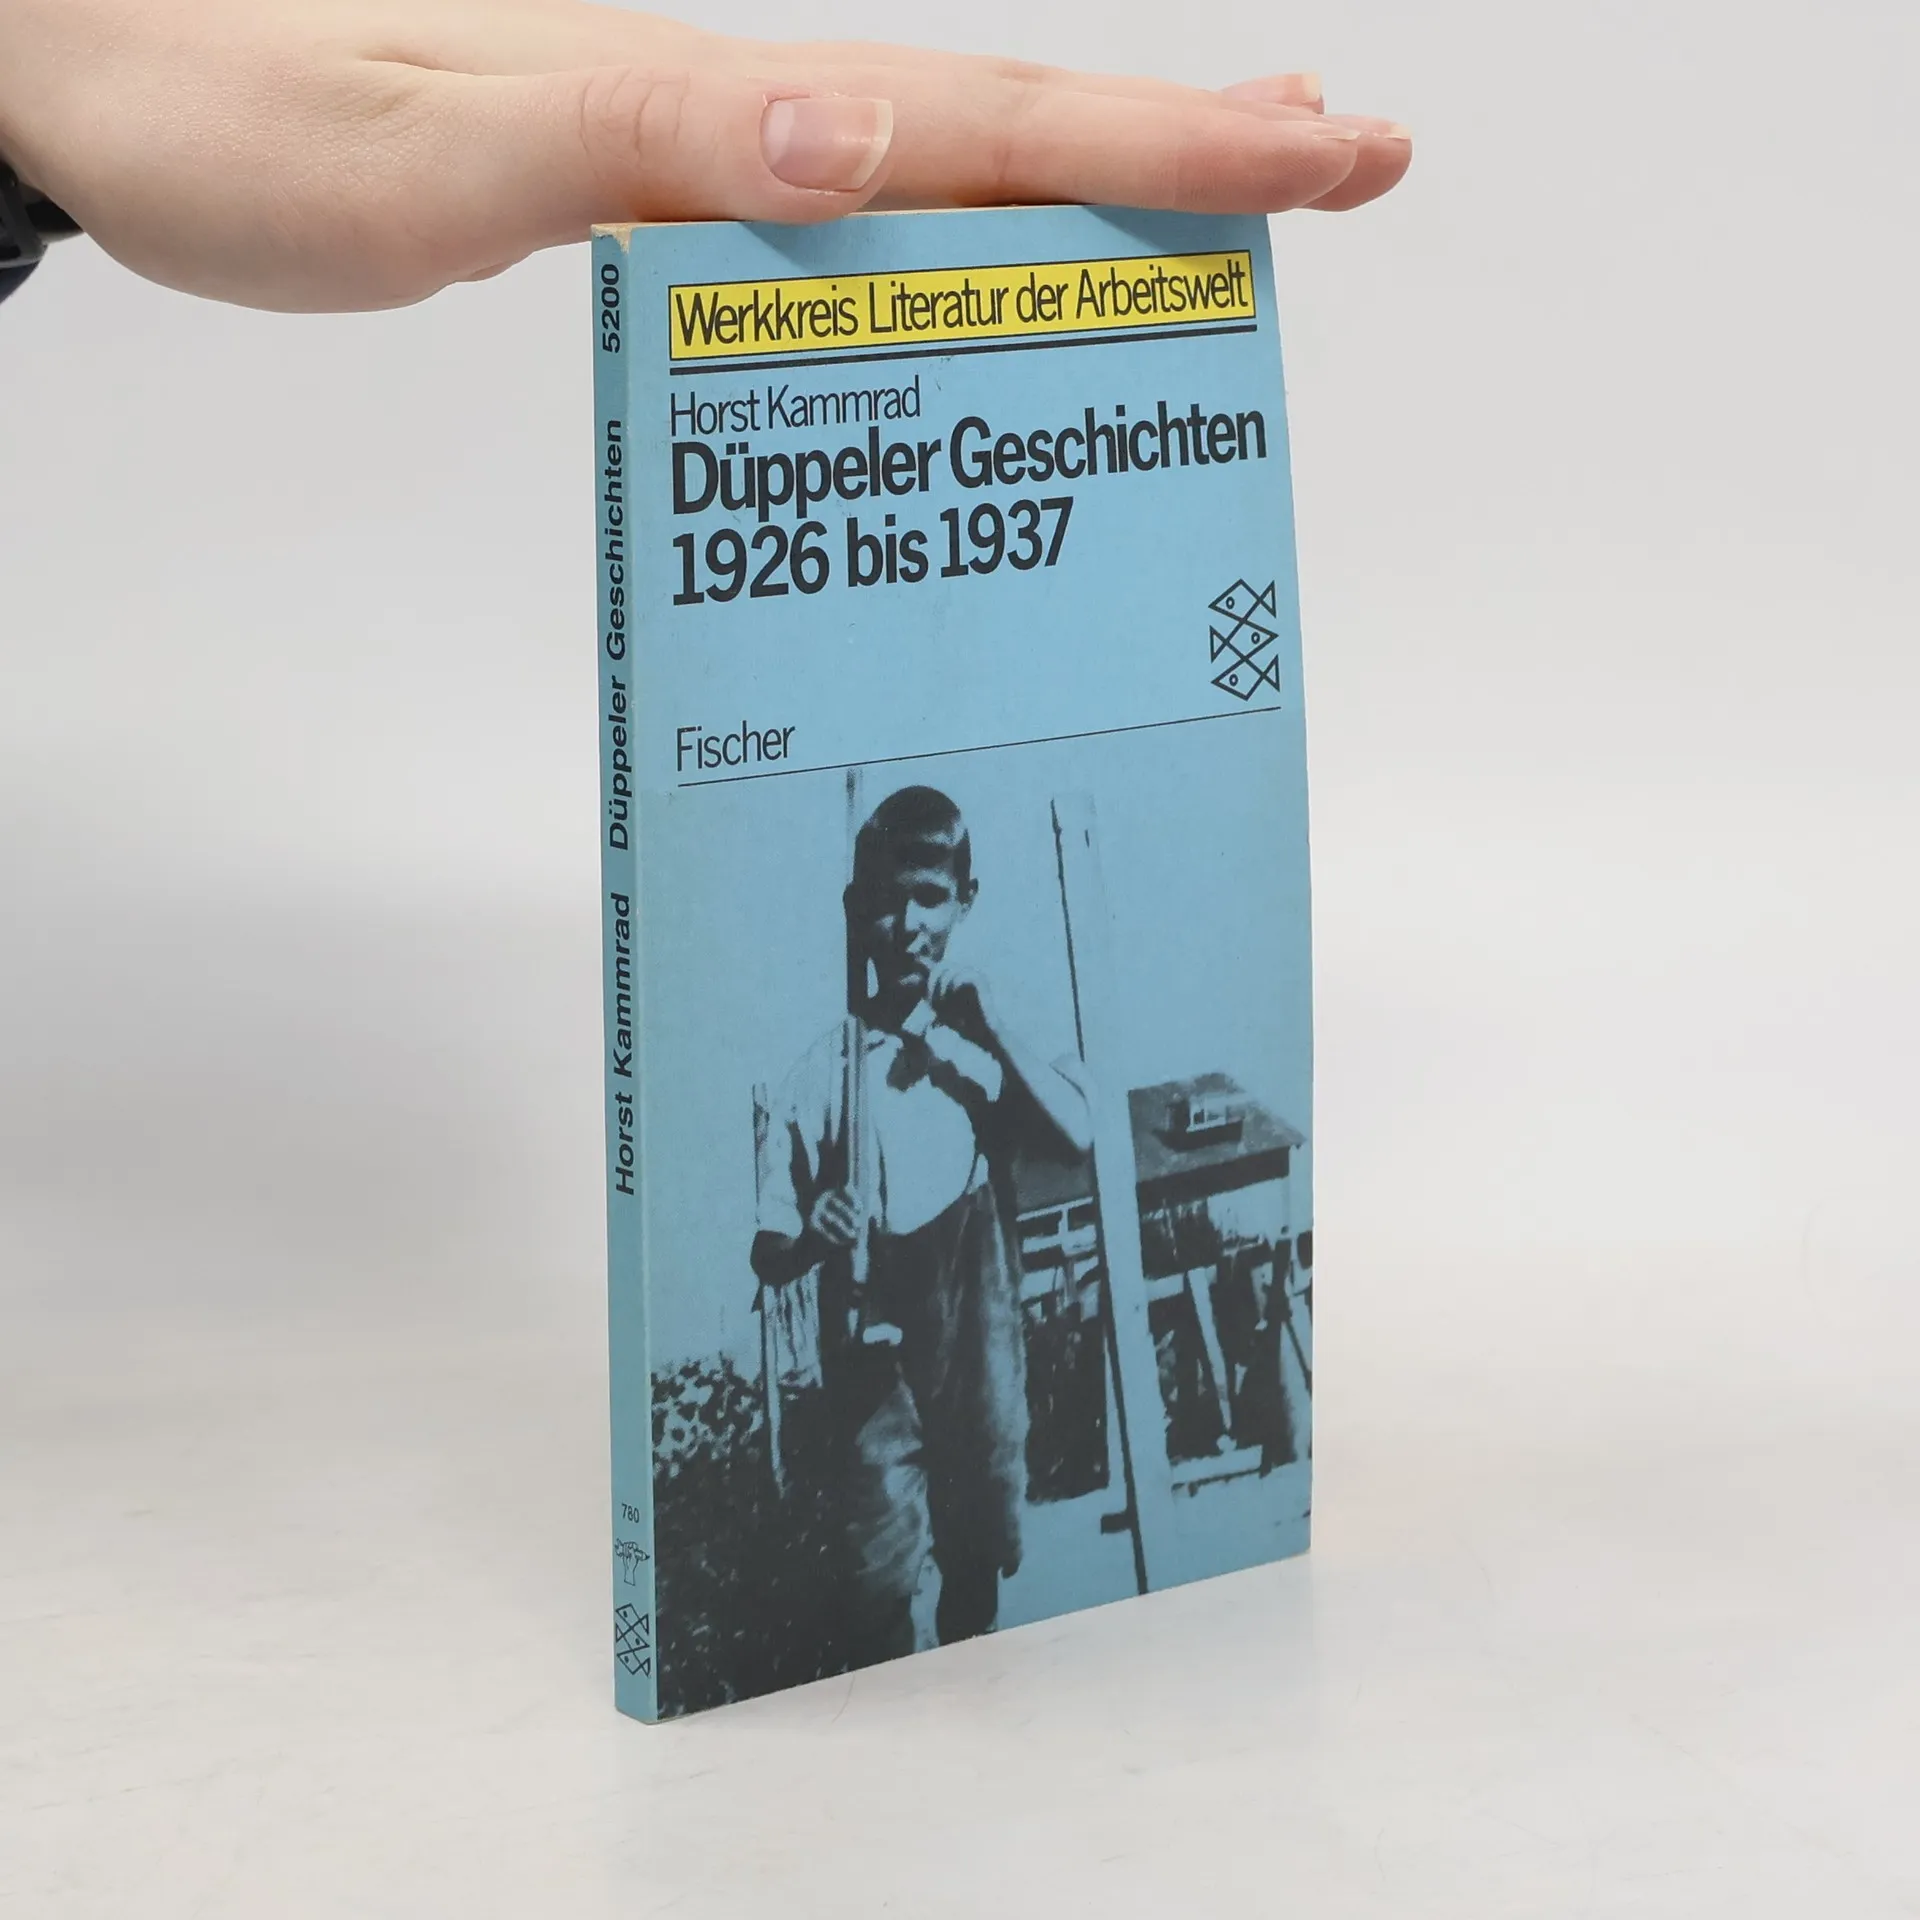 Werkkreis Literatur der Arbeitswelt
Horst Kammrad
Düppeler Geschichten
1926 bis 1937
Fischer
Horst Kammrad Düppeler Geschichten 5200
780